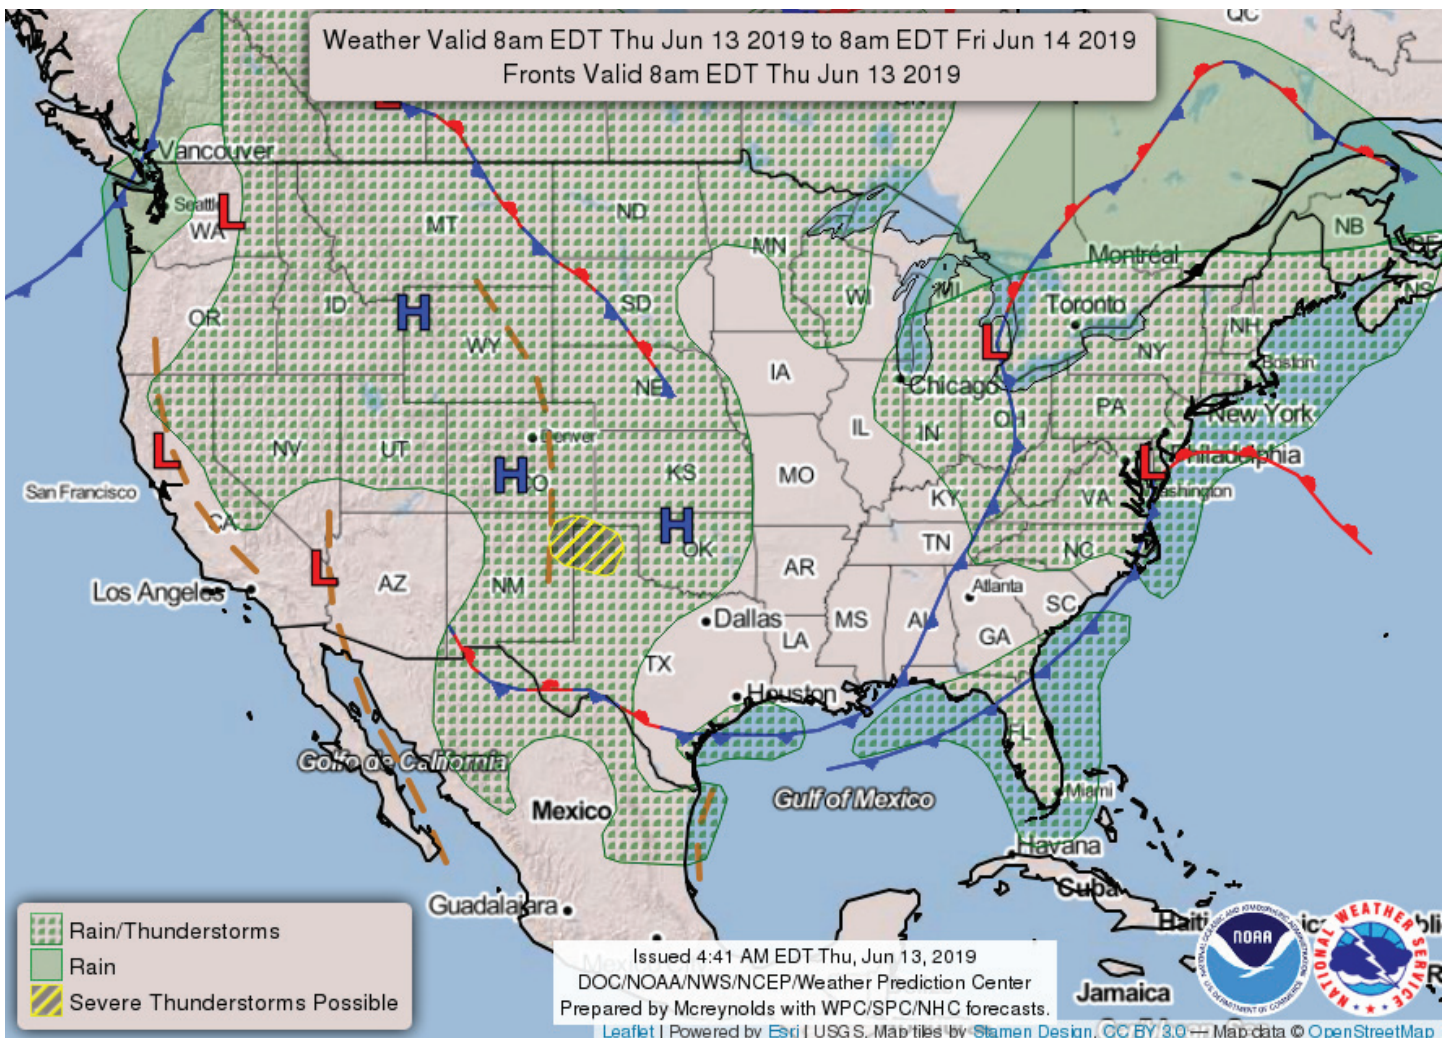 QC
Weather Valid 8am EDT Thu Jun 13 2019 to 8am EDT Fri Jun 14 2019
Fronts Valid 8am EDT Thu Jun 13 2019
L
Vancouver
Seattle
L
WA
MT
ND
MN
NB
Montréal
OR
ID
H
SD
WI
MI
Toronto
NS
WY
L
NY
NH
Boston
IA
NE
Chicago
PA
New York
Denver
IL
IN
OH
L
NV
UT
H
CO
KS
MO
L
Philadelphia
San Francisco
KY
VA
Washington
CA
H
OK
TN
NC
L
Los Angeles
AZ
NM
AR
Atlanta
SC
Dallas
MS
AL
GA
LA
TX
Houston
FL
Golfo de California
Mexico
Gulf of Mexico
Miami
Havana
Cuba
Guadalajara
Haiti
Jamaica
Rain/Thunderstorms
Rain
Severe Thunderstorms Possible
Issued 4:41 AM EDT Thu, Jun 13, 2019
DOC/NOAA/NWS/NCEP/Weather Prediction Center
Prepared by Mcreynolds with WPC/SPC/NHC forecasts.
NOAA
NATIONAL WEATHER SERVICE
Leaflet | Powered by Esri | USGS, Map tiles by Stamen Design, CC BY 3.0 — Map data © OpenStreetMap